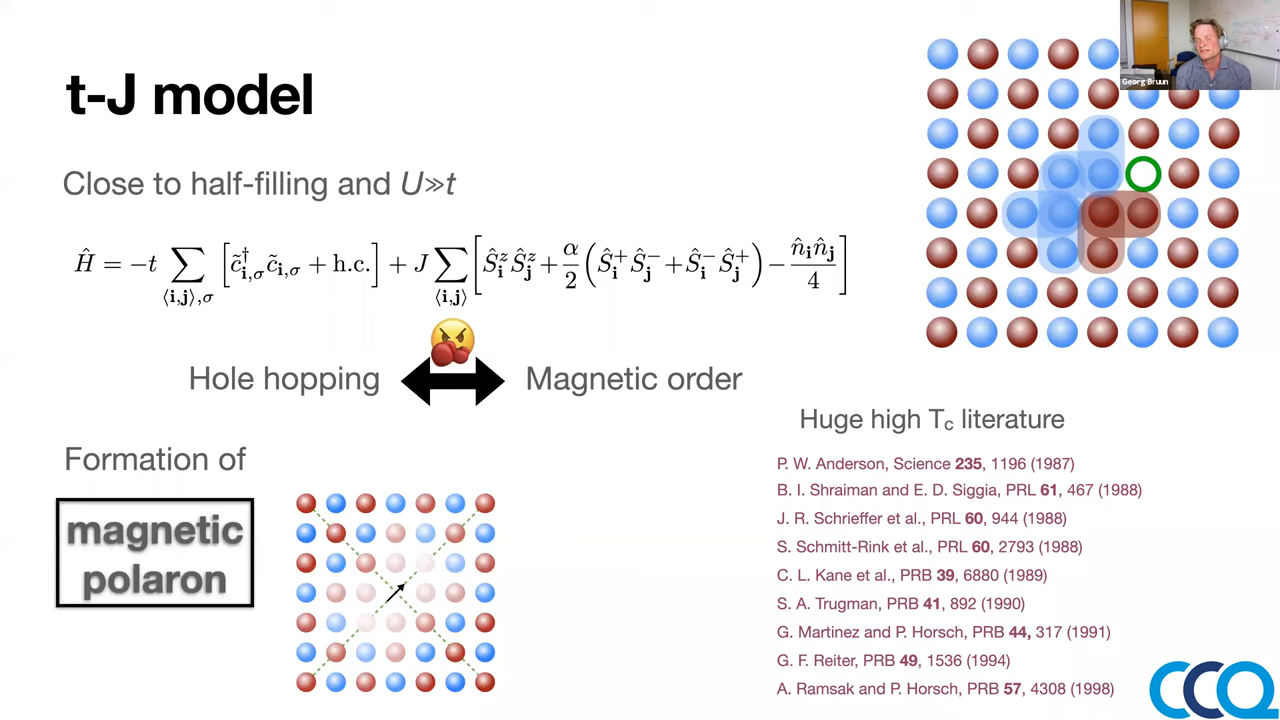 Georg Bruun
t-J model
Close to half-filling and U≫t
Ĥ = −t ∑⟨i,j⟩,σ [c̃†i,σ c̃i,σ + h.c.] + J ∑⟨i,j⟩ [Ŝᶻi Ŝᶻj + α/2 (Ŝ⁺i Ŝ⁻j + Ŝ⁻i Ŝ⁺j) − n̂i n̂j / 4]
Hole hopping
Magnetic order
Formation of
magnetic
polaron
Huge high Tc literature
P. W. Anderson, Science 235, 1196 (1987)
B. I. Shraiman and E. D. Siggia, PRL 61, 467 (1988)
J. R. Schrieffer et al., PRL 60, 944 (1988)
S. Schmitt-Rink et al., PRL 60, 2793 (1988)
C. L. Kane et al., PRB 39, 6880 (1989)
S. A. Trugman, PRB 41, 892 (1990)
G. Martinez and P. Horsch, PRB 44, 317 (1991)
G. F. Reiter, PRB 49, 1536 (1994)
A. Ramsak and P. Horsch, PRB 57, 4308 (1998)
CCQ